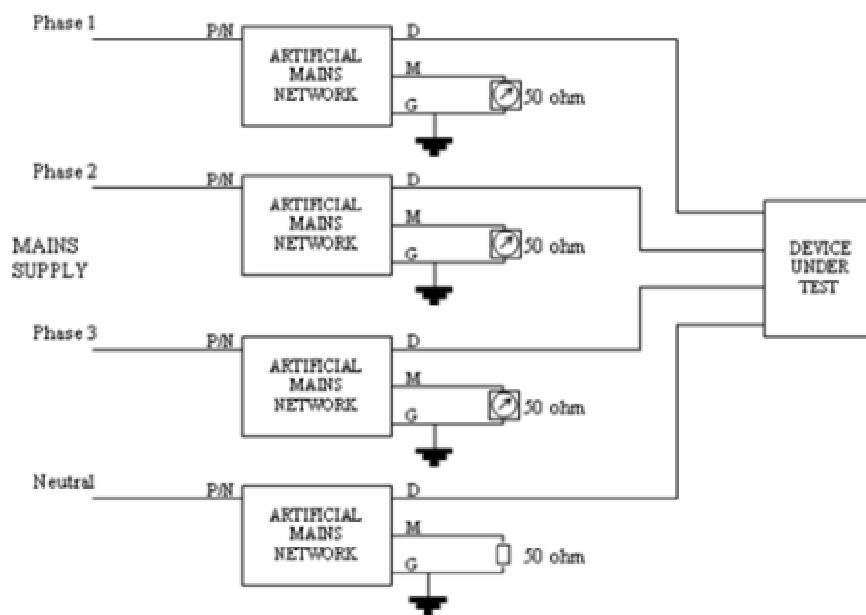 Phase 1
P/N
ARTIFICIAL
MAINS
NETWORK
D
M
G
50 ohm
Phase 2
P/N
ARTIFICIAL
MAINS
NETWORK
D
M
G
50 ohm
MAINS
SUPPLY
DEVICE
UNDER
TEST
Phase 3
P/N
ARTIFICIAL
MAINS
NETWORK
D
M
G
50 ohm
Neutral
P/N
ARTIFICIAL
MAINS
NETWORK
D
M
G
50 ohm